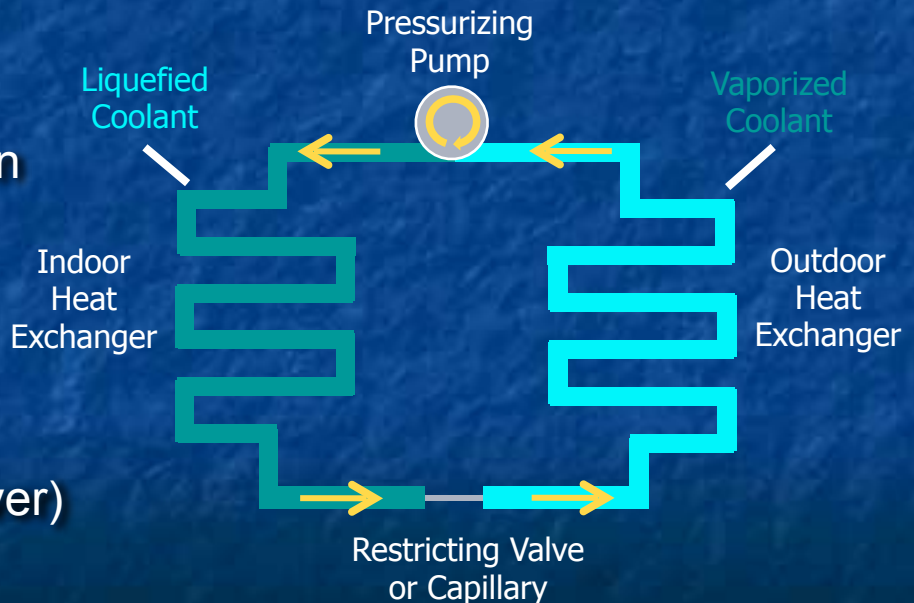 Pressurizing
Pump
Liquefied
Coolant
Vaporized
Coolant
Indoor
Heat
Exchanger
Outdoor
Heat
Exchanger
Restricting Valve
or Capillary